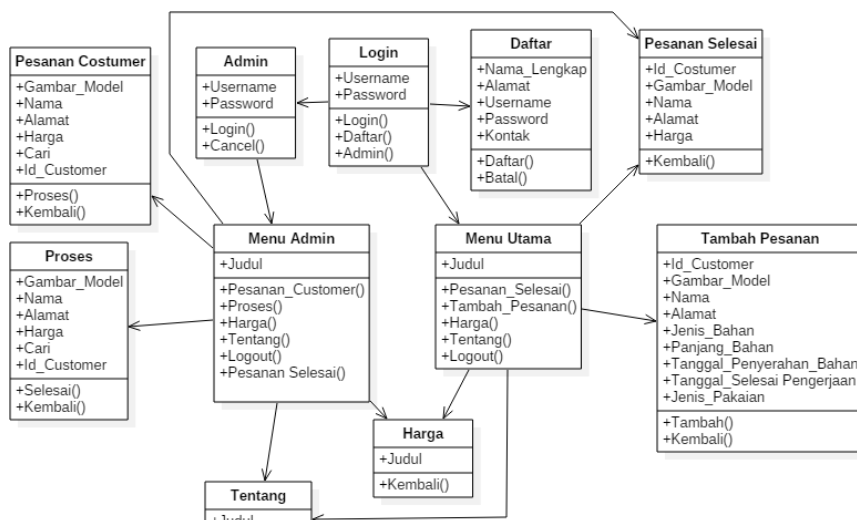 Pesanan Costumer
+Gambar_Model
+Nama
+Alamat
+Harga
+Cari
+Id_Customer
+Proses()
+Kembali()
Admin
+Username
+Password
+Login()
+Cancel()
Login
+Username
+Password
+Login()
+Daftar()
+Admin()
Daftar
+Nama_Lengkap
+Alamat
+Username
+Password
+Kontak
+Daftar()
+Batal()
Pesanan Selesai
+Id_Costumer
+Gambar_Model
+Nama
+Alamat
+Harga
+Kembali()
Proses
+Gambar_Model
+Nama
+Alamat
+Harga
+Cari
+Id_Customer
+Selesai()
+Kembali()
Menu Admin
+Judul
+Pesanan_Customer()
+Proses()
+Harga()
+Tentang()
+Logout()
+Pesanan Selesai()
Menu Utama
+Judul
+Pesanan_Selesai()
+Tambah_Pesanan()
+Harga()
+Tentang()
+Logout()
Tambah Pesanan
+Id_Customer
+Gambar_Model
+Nama
+Alamat
+Jenis_Bahan
+Panjang_Bahan
+Tanggal_Penyerahan_Bahan
+Tanggal_Selesai Pengerjaan
+Jenis_Pakaian
+Tambah()
+Kembali()
Harga
+Judul
+Kembali()
Tentang
+Judul